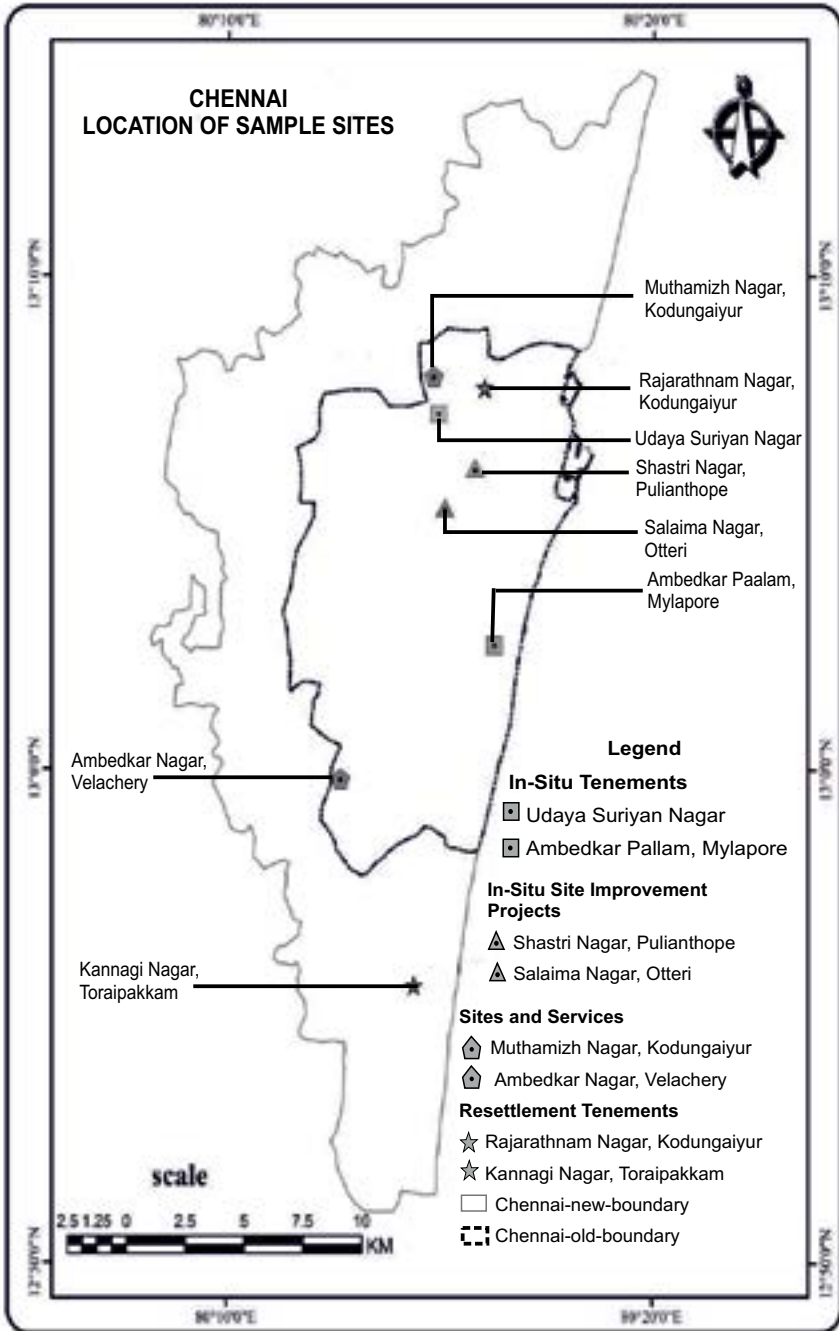 80°10'0"E 80°20'0"E
CHENNAI
LOCATION OF SAMPLE SITES
13°10'0"N 13°10'0"N
Muthamizh Nagar,
Kodungaiyur
Rajarathnam Nagar,
Kodungaiyur
Udaya Suriyan Nagar
Shastri Nagar,
Pulianthope
Salaima Nagar,
Otteri
Ambedkar Paalam,
Mylapore
Ambedkar Nagar,
Velachery
13°0'0"N 13°0'0"N
Legend
In-Situ Tenements
Udaya Suriyan Nagar
Ambedkar Pallam, Mylapore
In-Situ Site Improvement
Projects
Shastri Nagar, Pulianthope
Salaima Nagar, Otteri
Kannagi Nagar,
Toraipakkam
Sites and Services
Muthamizh Nagar, Kodungaiyur
Ambedkar Nagar, Velachery
Resettlement Tenements
Rajarathnam Nagar, Kodungaiyur
Kannagi Nagar, Toraipakkam
Chennai-new-boundary
Chennai-old-boundary
scale
2.5 1.25 0 2.5 5 7.5 10
KM
12°50'0"N 12°50'0"N
80°10'0"E 80°20'0"E